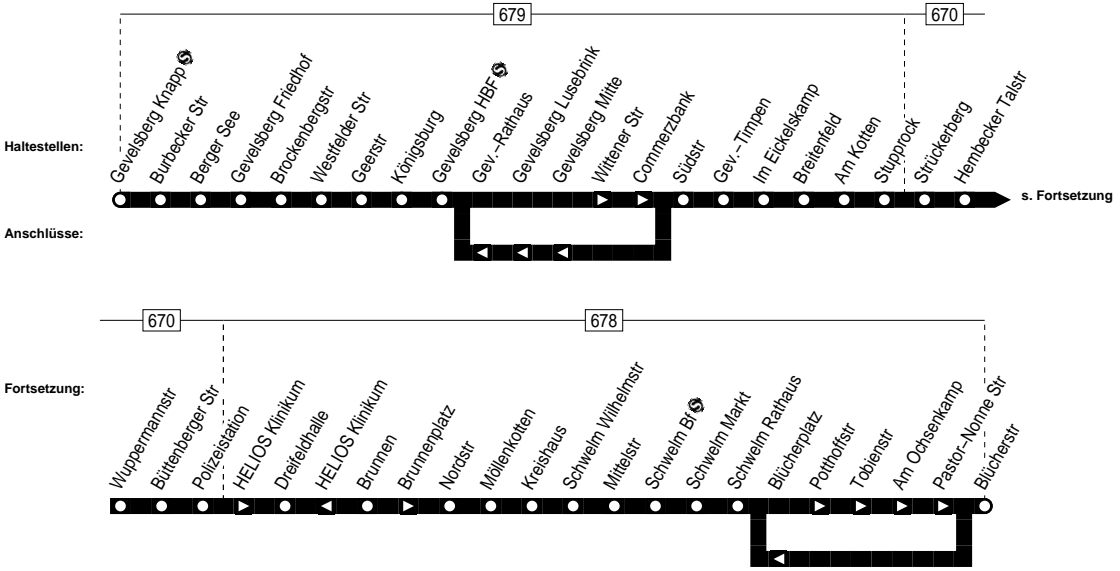 679
670
Haltestellen:
Gevelsberg Knapp
Burbecker Str
Berger See
Gevelsberg Friedhof
Brockenbergstr
Westfelder Str
Geerstr
Königsburg
Gevelsberg HBF
Gev.–Rathaus
Gevelsberg Lusebrink
Gevelsberg Mitte
Wittener Str
Commerzbank
Südstr
Gev.–Timpen
Im Eickelskamp
Breitenfeld
Am Kotten
Stupprock
Strückerberg
Hembecker Talstr
s. Fortsetzung
Anschlüsse:
670
678
Fortsetzung:
Wuppermannstr
Büttenberger Str
Polizeistation
HELIOS Klinikum
Dreifeldhalle
HELIOS Klinikum
Brunnen
Brunnenplatz
Nordstr
Möllenkotten
Kreishaus
Schwelm Wilhelmstr
Mittelstr
Schwelm Bf
Schwelm Markt
Schwelm Rathaus
Blücherplatz
Potthoffstr
Tobienstr
Am Ochsenkamp
Pastor–Nonne Str
Blücherstr